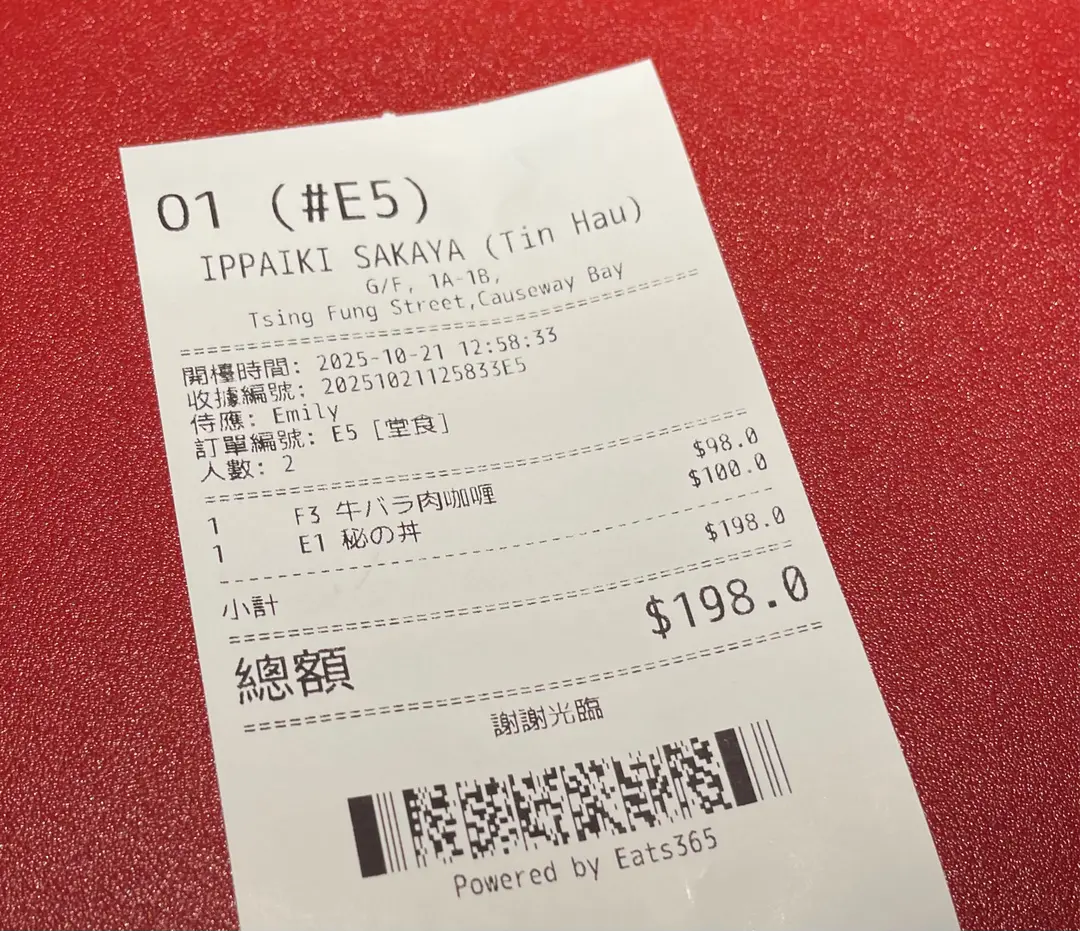 01 (#E5)
IPPAIKI SAKAYA (Tin Hau)
G/F, 1A-1B,
Tsing Fung Street,Causeway Bay
開檯時間: 2025-10-21 12:58:33
收據編號: 20251021125833E5
侍應: Emily
訂單編號: E5 [堂食]
人數: 2
1 F3 牛バラ肉咖喱 $98.0
1 E1 秘の丼 $100.0
小計 $198.0
總額 $198.0
謝謝光臨
Powered by Eats365